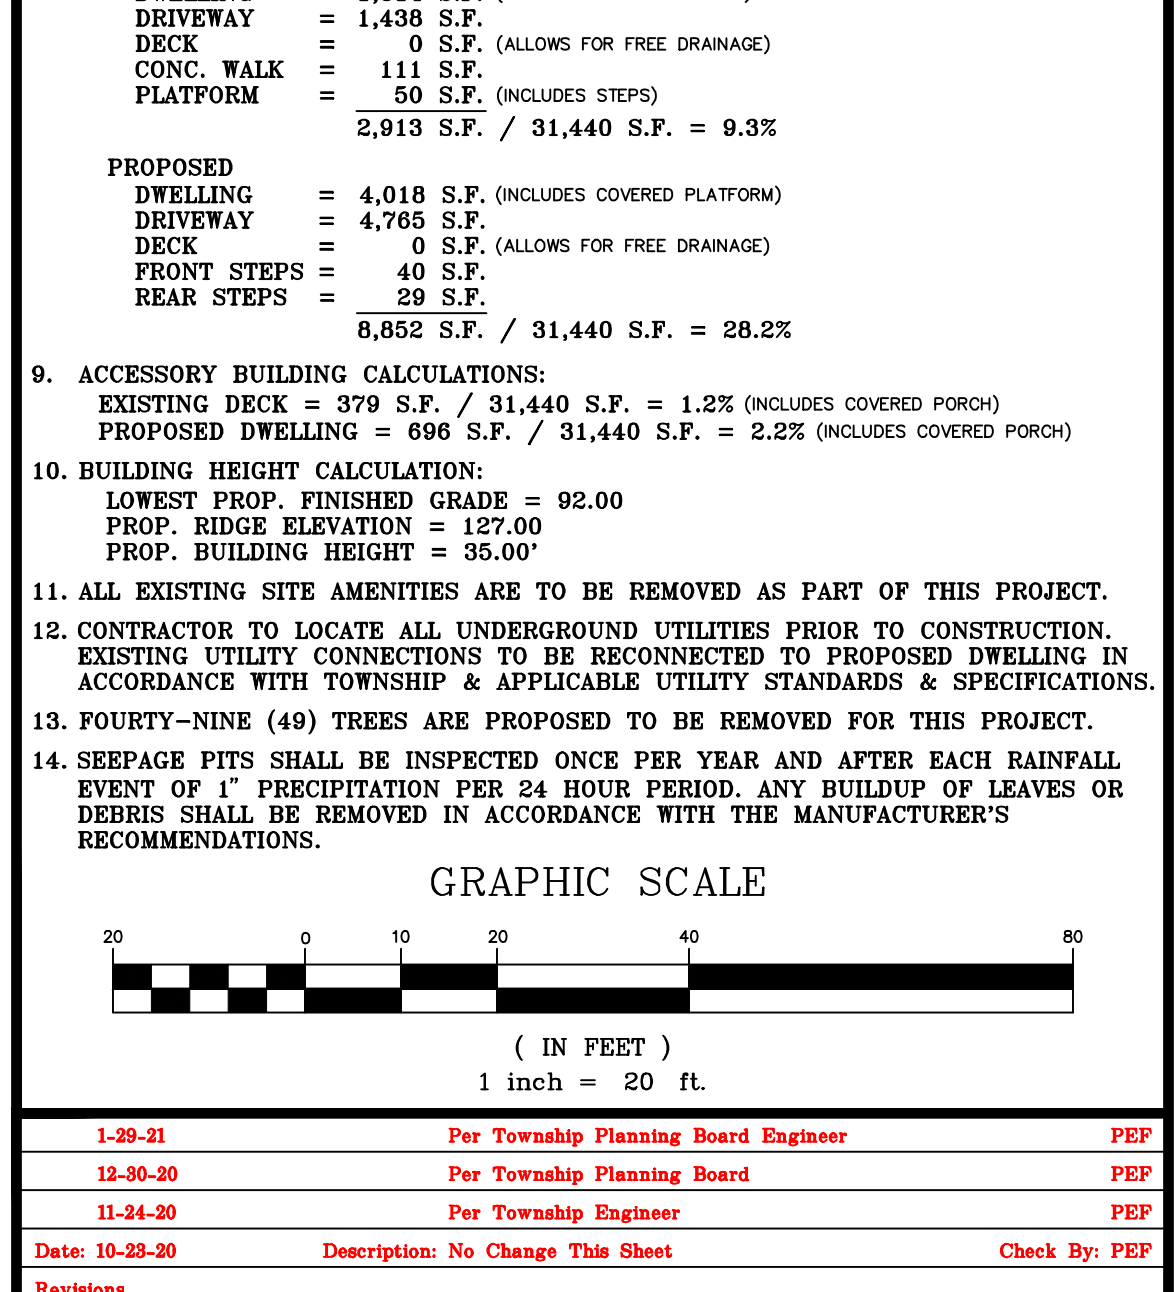 DRIVEWAY = 1,438 S.F.
DECK = 0 S.F. (ALLOWS FOR FREE DRAINAGE)
CONC. WALK = 111 S.F.
PLATFORM = 50 S.F. (INCLUDES STEPS)
2,913 S.F. / 31,440 S.F. = 9.3%
PROPOSED
DWELLING = 4,018 S.F. (INCLUDES COVERED PLATFORM)
DRIVEWAY = 4,765 S.F.
DECK = 0 S.F. (ALLOWS FOR FREE DRAINAGE)
FRONT STEPS = 40 S.F.
REAR STEPS = 29 S.F.
8,852 S.F. / 31,440 S.F. = 28.2%
9. ACCESSORY BUILDING CALCULATIONS:
EXISTING DECK = 379 S.F. / 31,440 S.F. = 1.2% (INCLUDES COVERED PORCH)
PROPOSED DWELLING = 696 S.F. / 31,440 S.F. = 2.2% (INCLUDES COVERED PORCH)
10. BUILDING HEIGHT CALCULATION:
LOWEST PROP. FINISHED GRADE = 92.00
PROP. RIDGE ELEVATION = 127.00
PROP. BUILDING HEIGHT = 35.00'
11. ALL EXISTING SITE AMENITIES ARE TO BE REMOVED AS PART OF THIS PROJECT.
12. CONTRACTOR TO LOCATE ALL UNDERGROUND UTILITIES PRIOR TO CONSTRUCTION.
EXISTING UTILITY CONNECTIONS TO BE RECONNECTED TO PROPOSED DWELLING IN
ACCORDANCE WITH TOWNSHIP & APPLICABLE UTILITY STANDARDS & SPECIFICATIONS.
13. FOURTY-NINE (49) TREES ARE PROPOSED TO BE REMOVED FOR THIS PROJECT.
14. SEEPAGE PITS SHALL BE INSPECTED ONCE PER YEAR AND AFTER EACH RAINFALL
EVENT OF 1" PRECIPITATION PER 24 HOUR PERIOD. ANY BUILDUP OF LEAVES OR
DEBRIS SHALL BE REMOVED IN ACCORDANCE WITH THE MANUFACTURER'S
RECOMMENDATIONS.
GRAPHIC SCALE
20 0 10 20 40 80
( IN FEET )
1 inch = 20 ft.
1-29-21 Per Township Planning Board Engineer PEF
12-30-20 Per Township Planning Board PEF
11-24-20 Per Township Engineer PEF
Date: 10-23-20 Description: No Change This Sheet Check By: PEF
Revisions